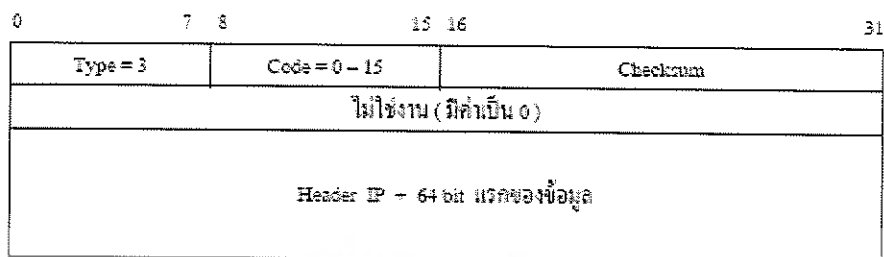 0 7 8 15 16 31
Type = 3 Code = 0 – 15 Checksum
ไม่ใช้งาน ( มีค่าเป็น 0 )
Header IP + 64 bit แรกของข้อมูล